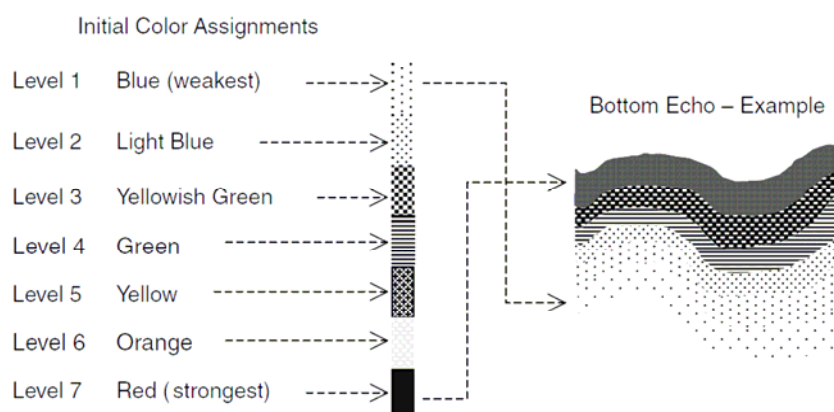 Initial Color Assignments
Level 1 Blue (weakest)
Level 2 Light Blue
Level 3 Yellowish Green
Level 4 Green
Level 5 Yellow
Level 6 Orange
Level 7 Red ( strongest)
Bottom Echo – Example